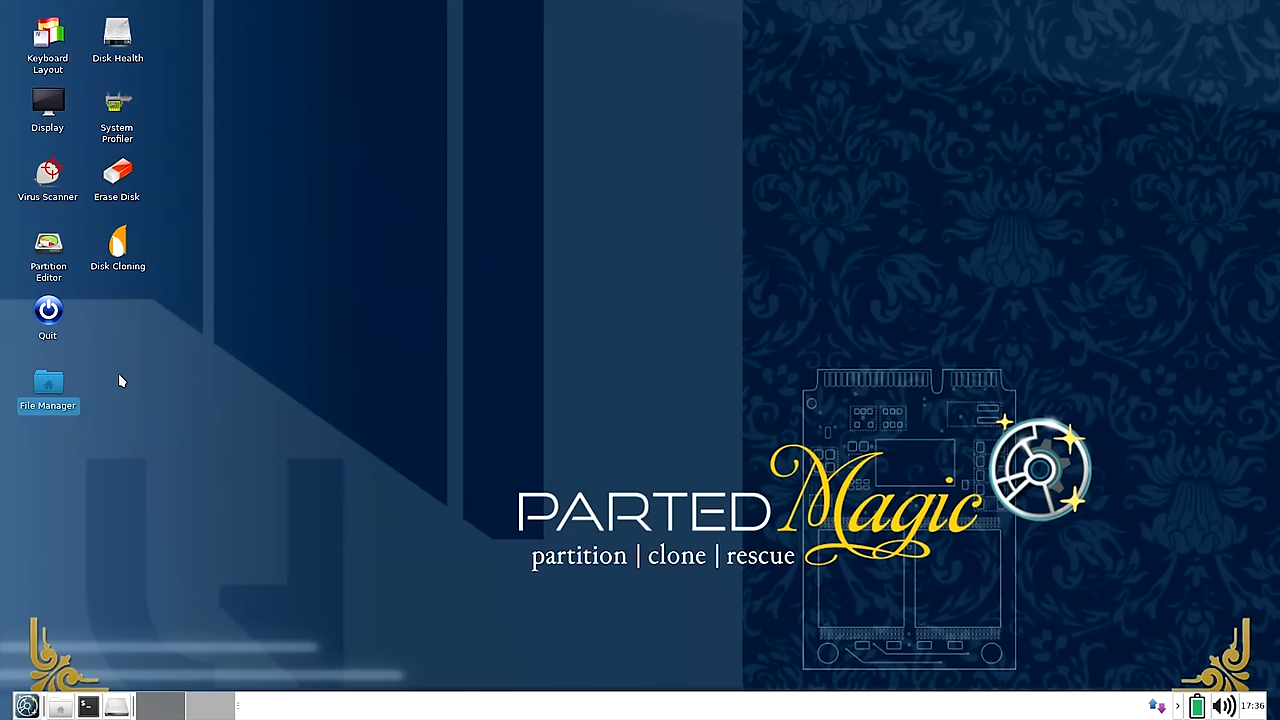 Keyboard
Layout
Disk Health
Display
System
Profiler
Virus Scanner
Erase Disk
Partition
Editor
Disk Cloning
Quit
File Manager
PARTED Magic
partition | clone | rescue
17:36